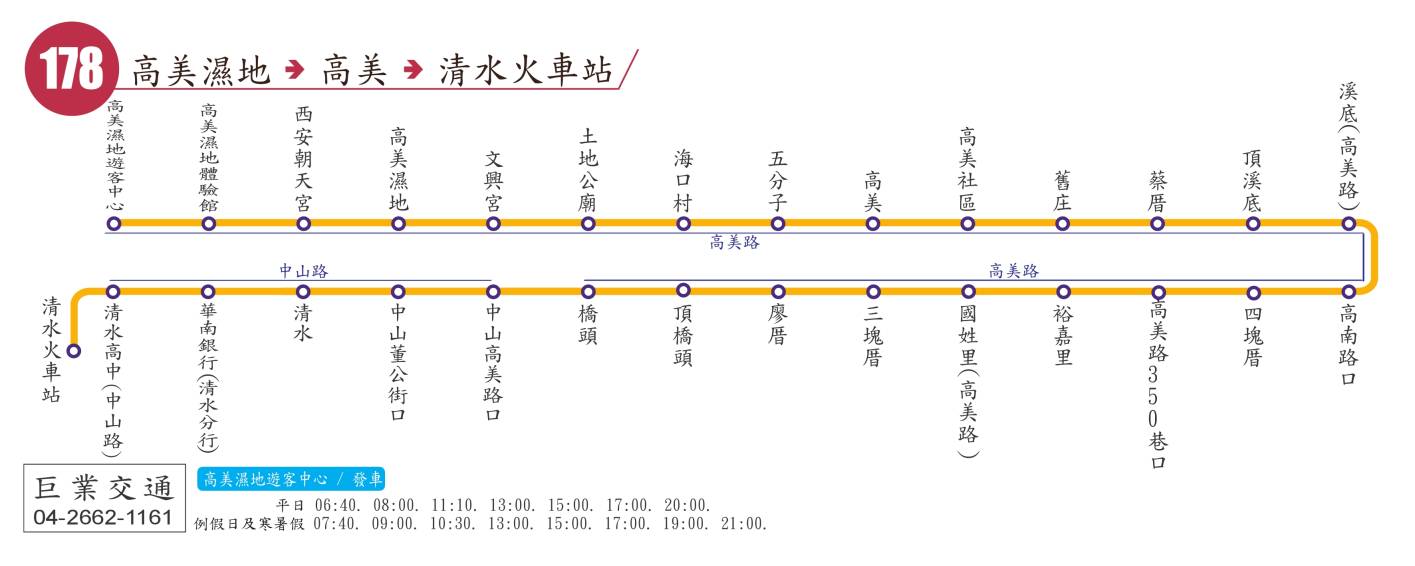 178
高美濕地 → 高美 → 清水火車站
高美濕地遊客中心
高美濕地體驗館
西安朝天宮
高美濕地
文興宮
土地公廟
海口村
五分子
高美
高美社區
舊庄
蔡厝
頂溪底
溪底(高美路)
高美路
中山路
高美路
清水火車站
清水高中(中山路)
華南銀行(清水分行)
清水
中山董公街口
中山高美路口
橋頭
頂橋頭
廖厝
三塊厝
國姓里(高美路)
裕嘉里
高美路350巷口
四塊厝
高南路口
巨業交通
04-2662-1161
高美濕地遊客中心 / 發車
平日 06:40. 08:00. 11:10. 13:00. 15:00. 17:00. 20:00.
例假日及寒暑假 07:40. 09:00. 10:30. 13:00. 15:00. 17:00. 19:00. 21:00.